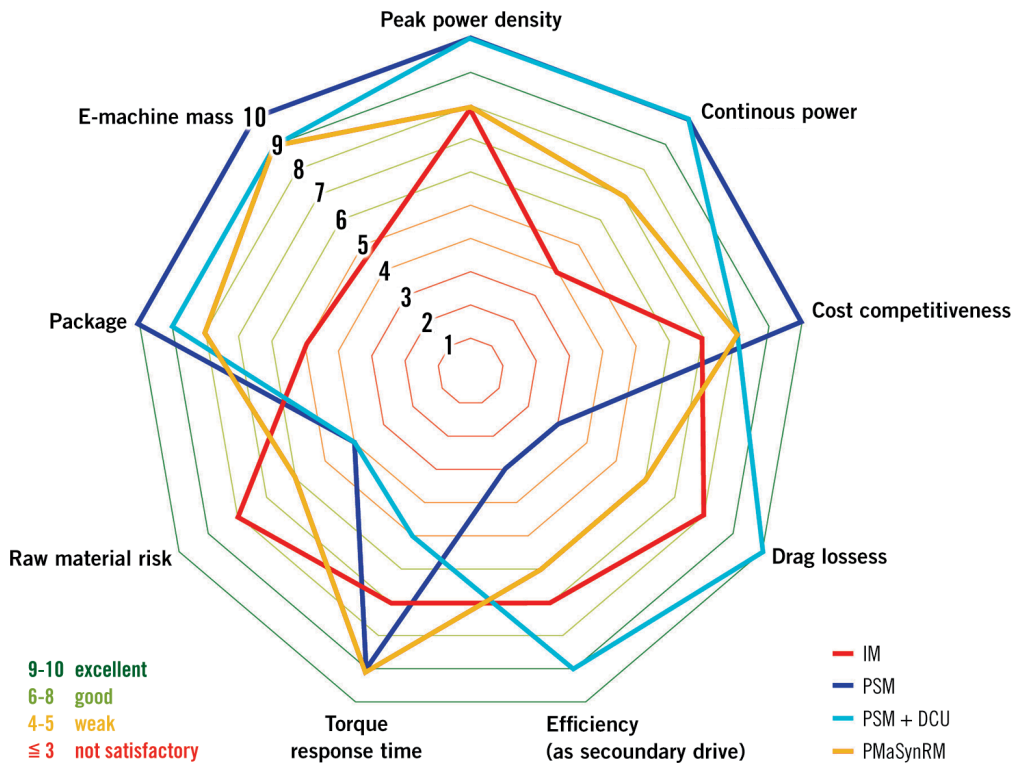 Peak power density
E-machine mass
Continous power
10
9
8
7
6
5
4
3
2
1
Package
Cost competitiveness
Raw material risk
Drag lossess
Torque
response time
Efficiency
(as secoundary drive)
9-10 excellent
6-8 good
4-5 weak
≦ 3 not satisfactory
IM
PSM
PSM + DCU
PMaSynRM